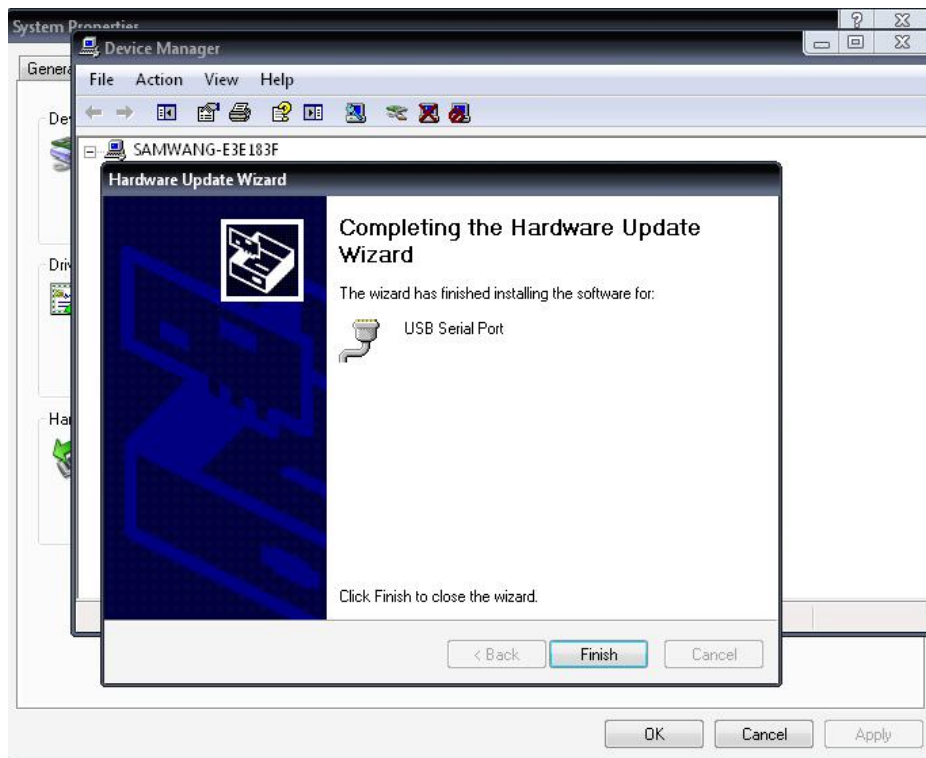 System Properties
Device Manager
Genera
File Action View Help
De
SAMWANG-E3E183F
Hardware Update Wizard
Completing the Hardware Update
Wizard
The wizard has finished installing the software for:
USB Serial Port
Driv
Har
Click Finish to close the wizard.
< Back Finish Cancel
OK Cancel Apply